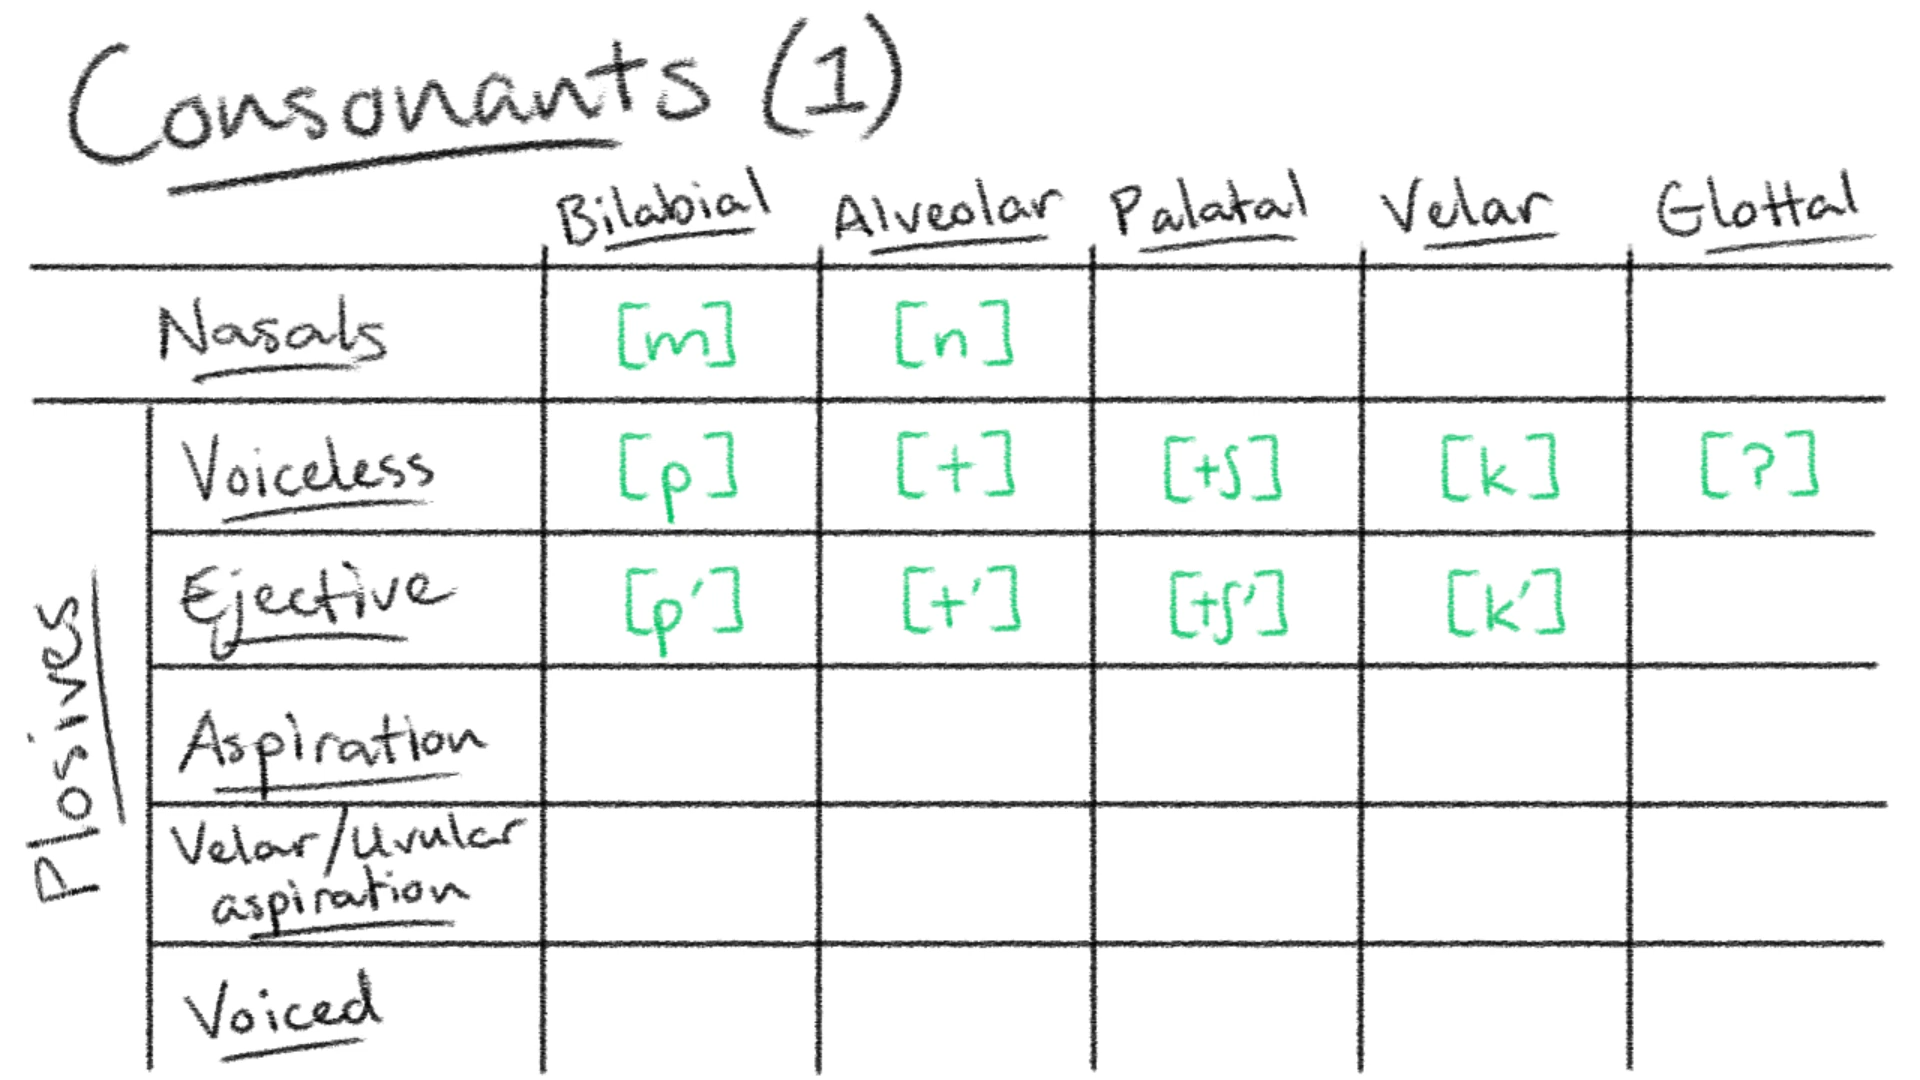 Consonants (1)
Bilabial Alveolar Palatal Velar Glottal
Nasals [m] [n]
Plosives
Voiceless [p] [t] [tʃ] [k] [ʔ]
Ejective [p'] [t'] [tʃ'] [k']
Aspiration
Velar/Uvular
aspiration
Voiced